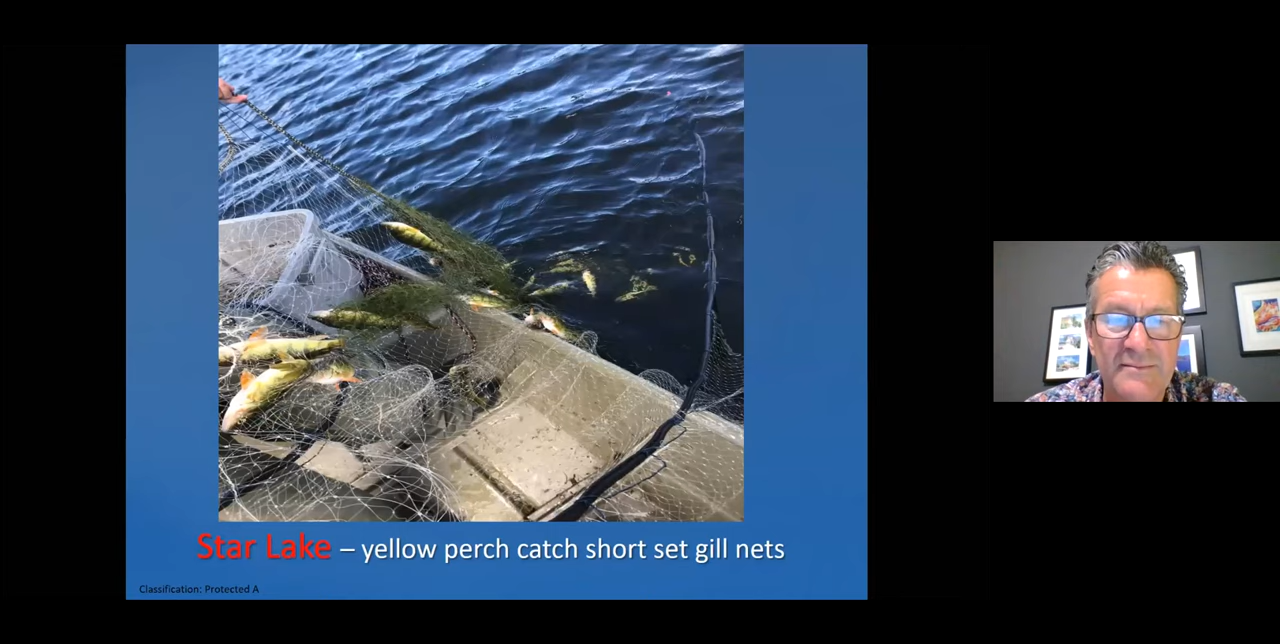 Star Lake – yellow perch catch short set gill nets
Classification: Protected A